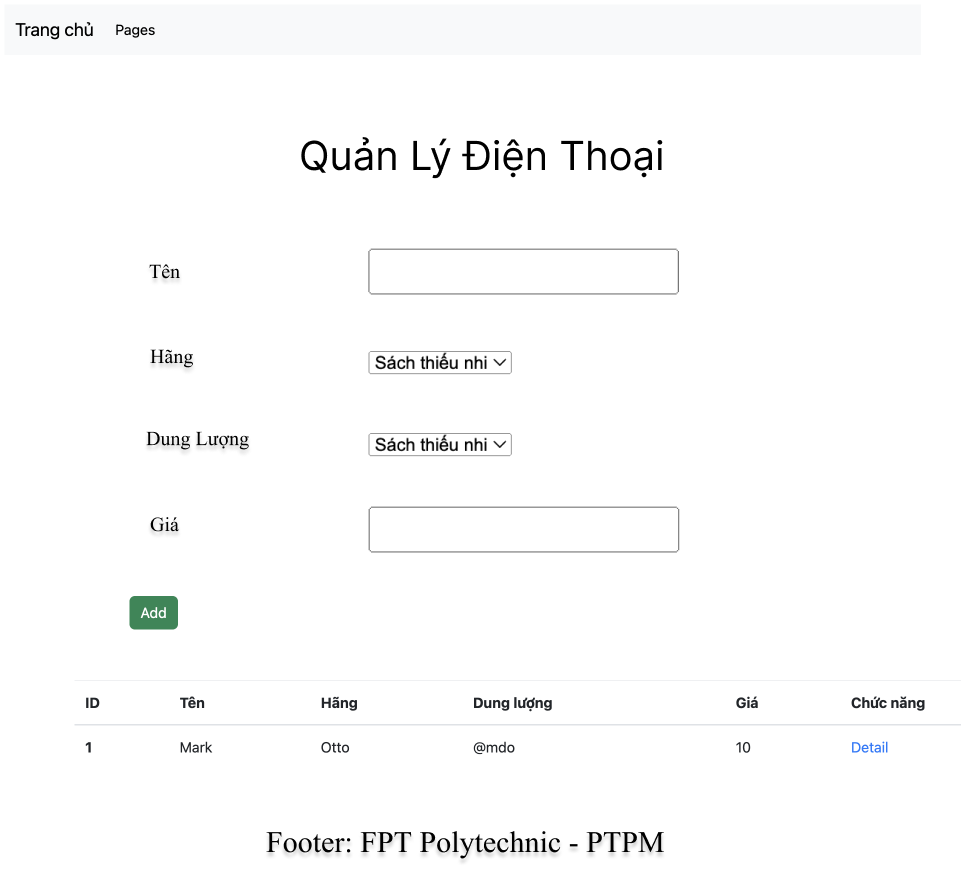 Trang chủ Pages
Quản Lý Điện Thoại
Tên
Hãng
Sách thiếu nhi
Dung Lượng
Sách thiếu nhi
Giá
Add
ID Tên Hãng Dung lượng Giá Chức năng
1 Mark Otto @mdo 10 Detail
Footer: FPT Polytechnic - PTPM